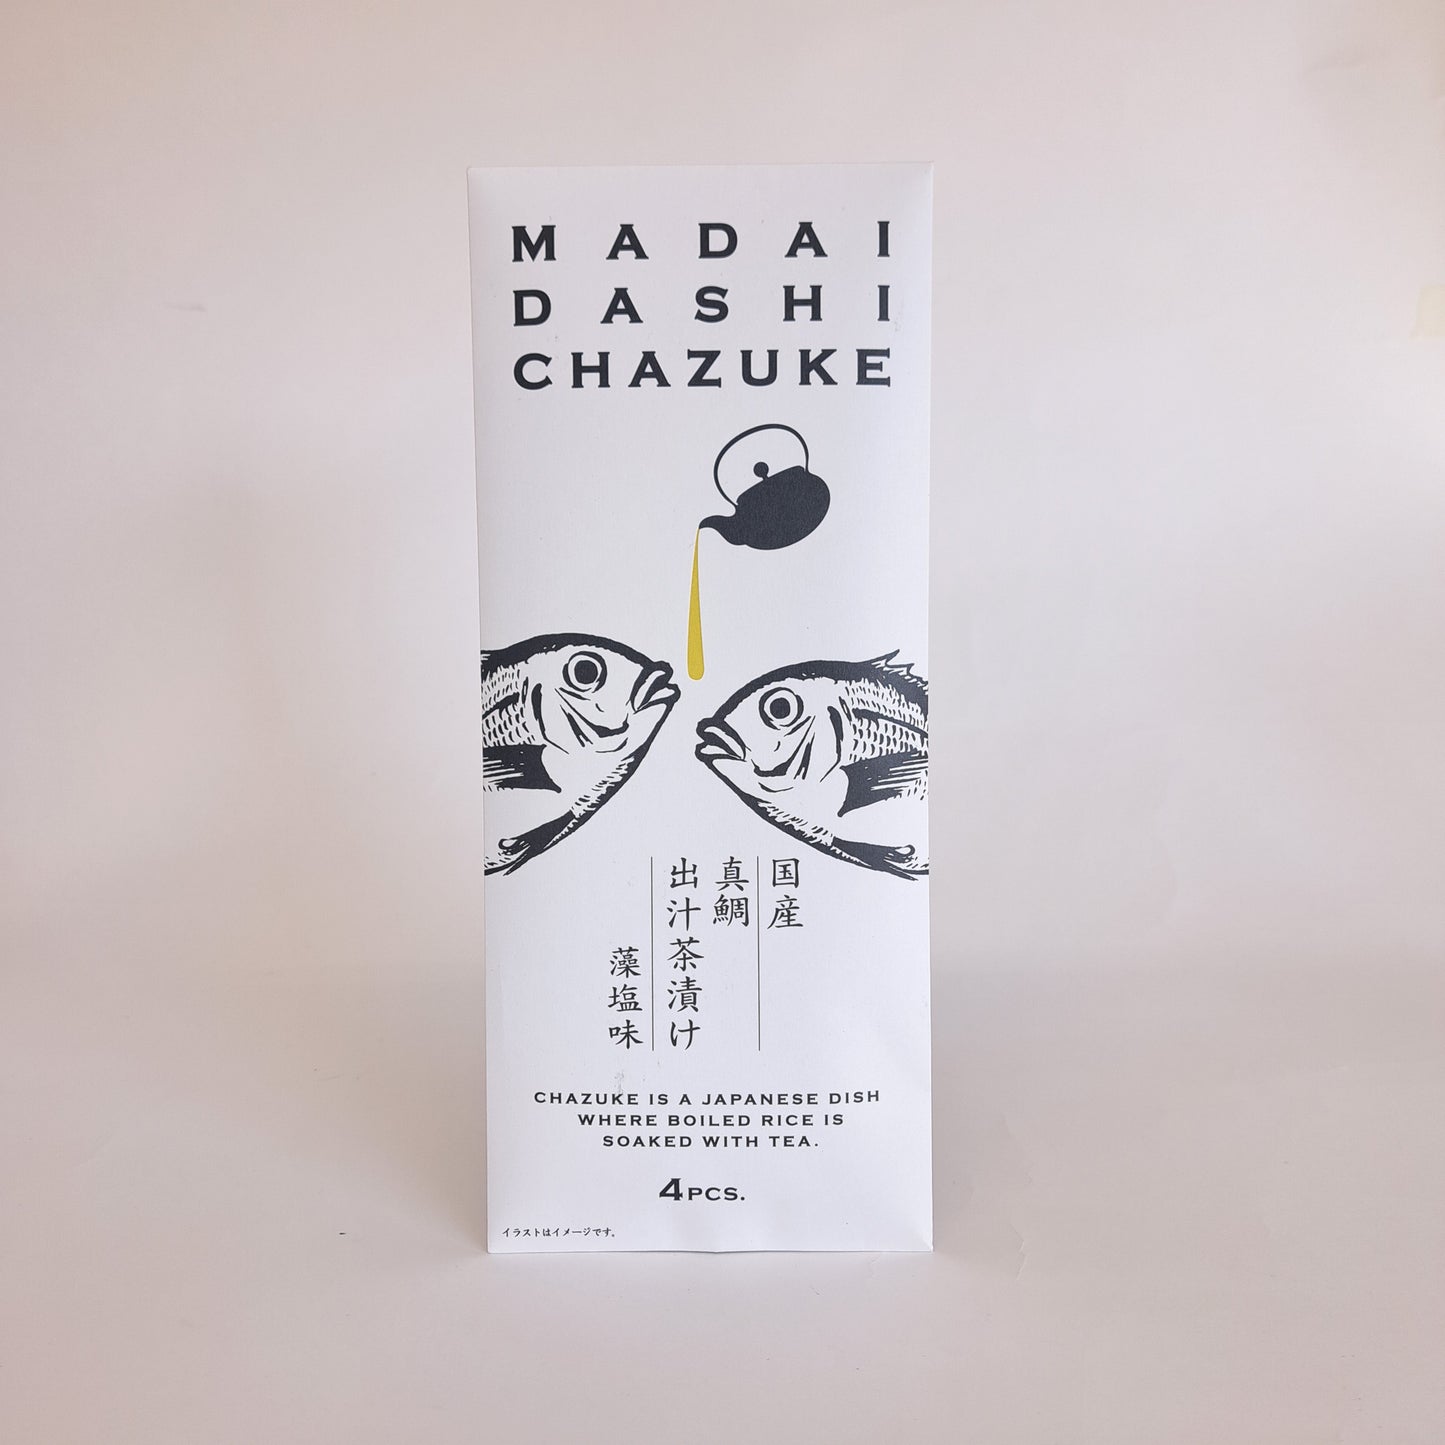 MADAI
DASHI
CHAZUKE
国産
真鯛
出汁茶漬け
藻塩味
CHAZUKE IS A JAPANESE DISH
WHERE BOILED RICE IS
SOAKED WITH TEA.
4PCS.
イラストはイメージです。